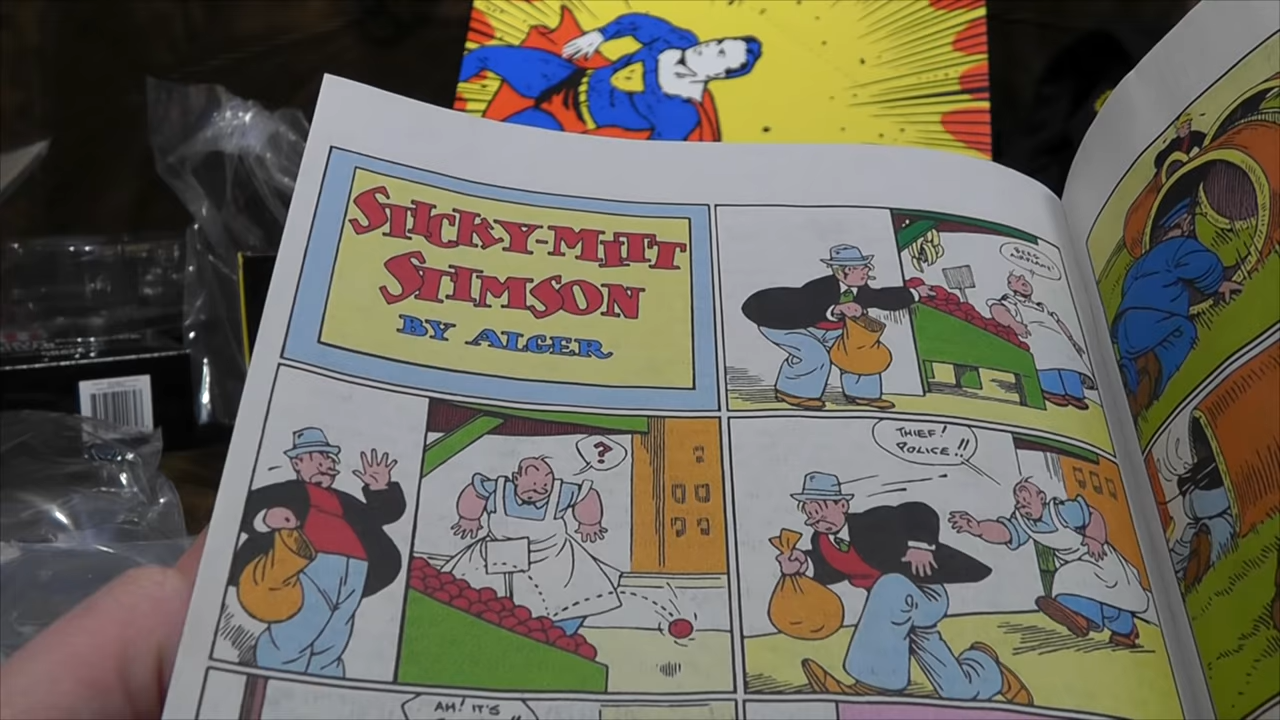 STICKY-MITT
STIMSON
BY ALGER
?
THIEF!
POLICE!!
AH! IT'S